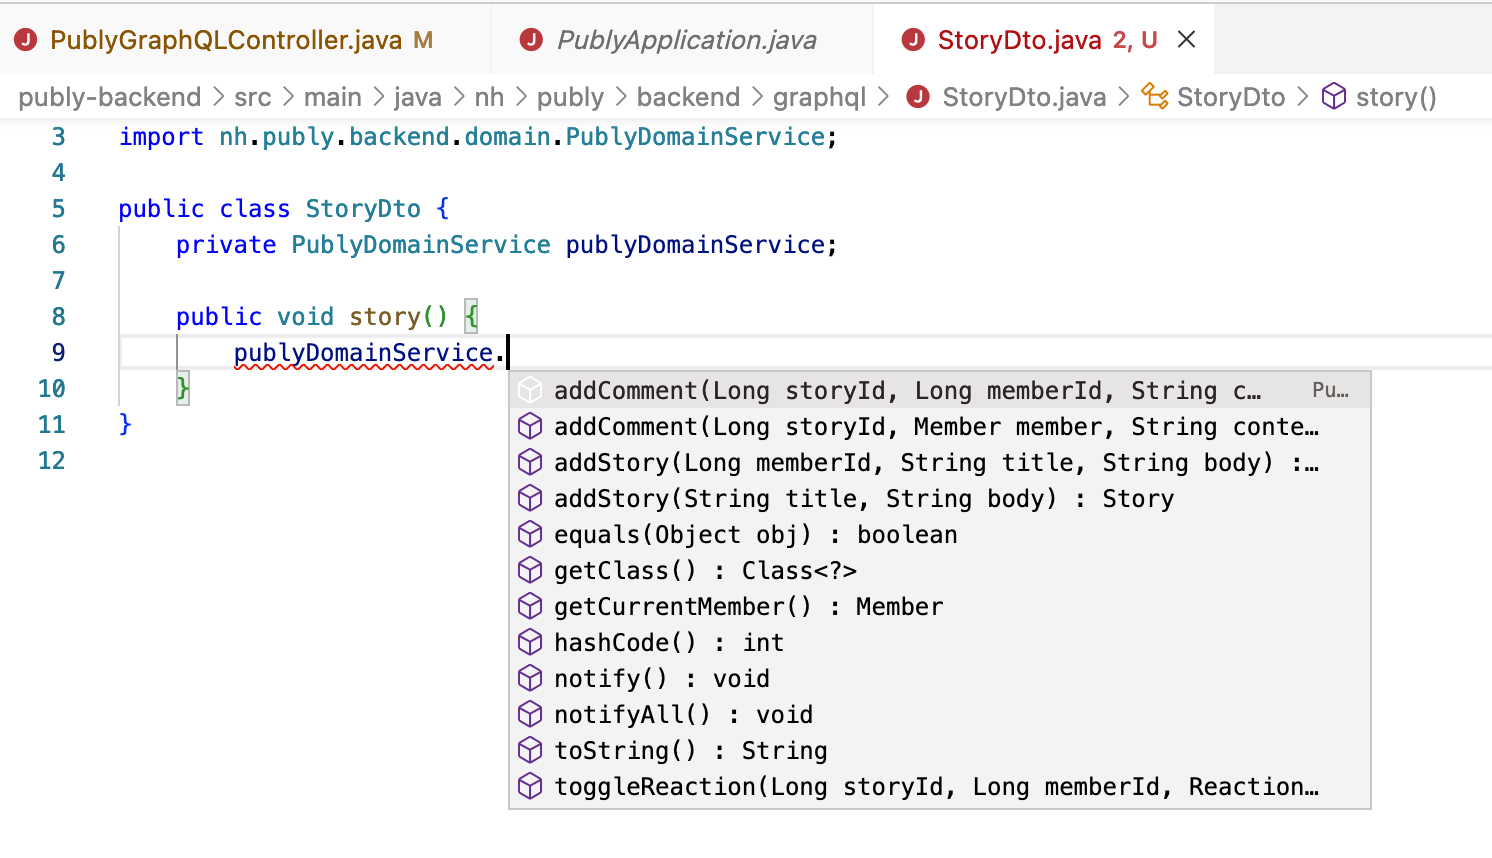 PublyGraphQLController.java M PublyApplication.java StoryDto.java 2, U
publy-backend > src > main > java > nh > publy > backend > graphql > StoryDto.java > StoryDto > story()
3 import nh.publy.backend.domain.PublyDomainService;
4
5 public class StoryDto {
6 private PublyDomainService publyDomainService;
7
8 public void story() {
9 publyDomainService.
10 }
11 }
12
addComment(Long storyId, Long memberId, String c… Pu…
addComment(Long storyId, Member member, String conte…
addStory(Long memberId, String title, String body) :…
addStory(String title, String body) : Story
equals(Object obj) : boolean
getClass() : Class<?>
getCurrentMember() : Member
hashCode() : int
notify() : void
notifyAll() : void
toString() : String
toggleReaction(Long storyId, Long memberId, Reaction…